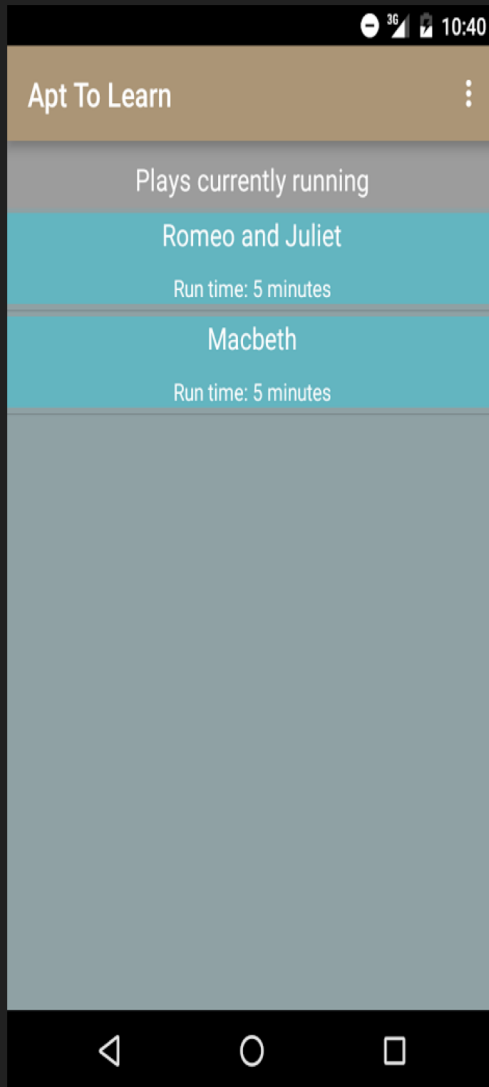 3G 10:40
Apt To Learn
Plays currently running
Romeo and Juliet
Run time: 5 minutes
Macbeth
Run time: 5 minutes